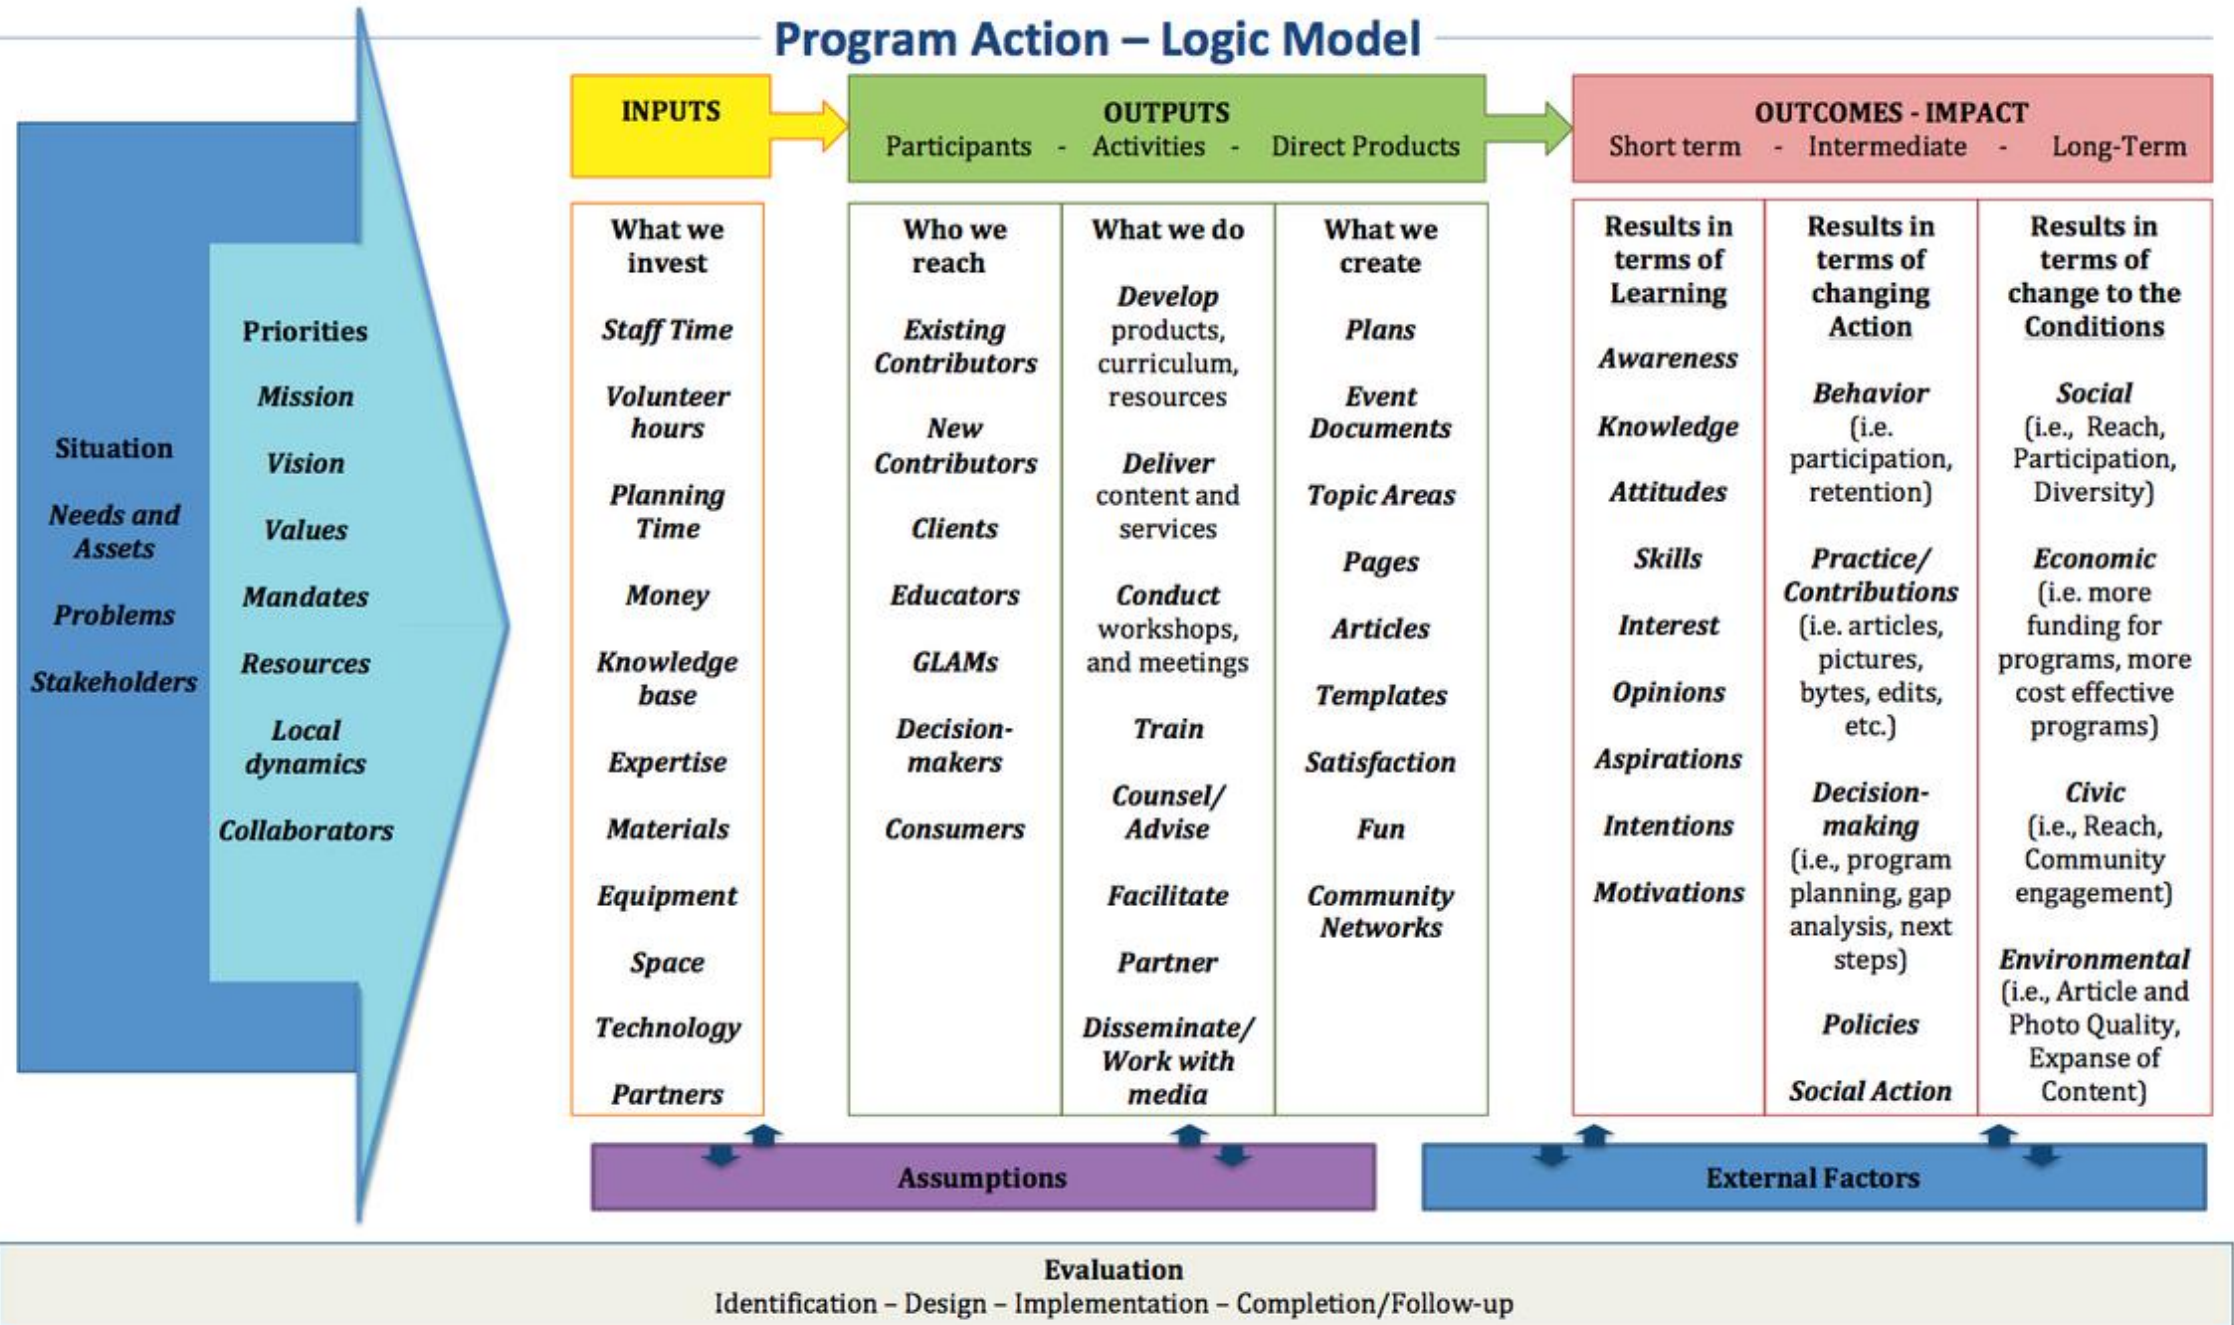 Program Action – Logic Model
Situation
Needs and
Assets
Problems
Stakeholders
Priorities
Mission
Vision
Values
Mandates
Resources
Local
dynamics
Collaborators
INPUTS
What we
invest
Staff Time
Volunteer
hours
Planning
Time
Money
Knowledge
base
Expertise
Materials
Equipment
Space
Technology
Partners
OUTPUTS
Participants - Activities - Direct Products
Who we
reach
Existing
Contributors
New
Contributors
Clients
Educators
GLAMs
Decision-
makers
Consumers
What we do
Develop
products,
curriculum,
resources
Deliver
content and
services
Conduct
workshops,
and meetings
Train
Counsel/
Advise
Facilitate
Partner
Disseminate/
Work with
media
What we
create
Plans
Event
Documents
Topic Areas
Pages
Articles
Templates
Satisfaction
Fun
Community
Networks
OUTCOMES - IMPACT
Short term - Intermediate - Long-Term
Results in
terms of
Learning
Awareness
Knowledge
Attitudes
Skills
Interest
Opinions
Aspirations
Intentions
Motivations
Results in
terms of
changing
Action
Behavior
(i.e.
participation,
retention)
Practice/
Contributions
(i.e. articles,
pictures,
bytes, edits,
etc.)
Decision-
making
(i.e., program
planning, gap
analysis, next
steps)
Policies
Social Action
Results in
terms of
change to the
Conditions
Social
(i.e., Reach,
Participation,
Diversity)
Economic
(i.e. more
funding for
programs, more
cost effective
programs)
Civic
(i.e., Reach,
Community
engagement)
Environmental
(i.e., Article and
Photo Quality,
Expanse of
Content)
Assumptions
External Factors
Evaluation
Identification – Design – Implementation – Completion/Follow-up